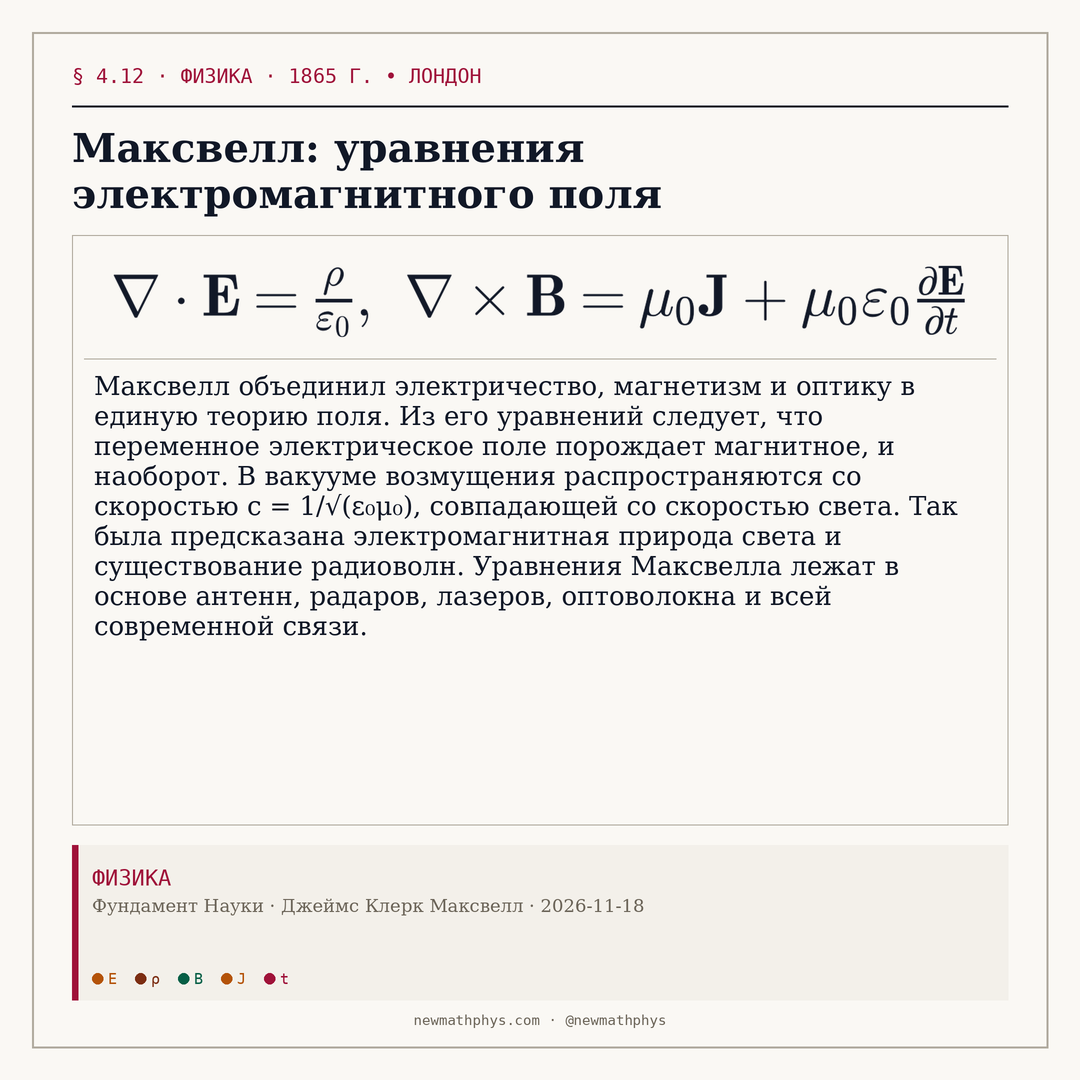 § 4.12 · ФИЗИКА · 1865 Г. • ЛОНДОН
Максвелл: уравнения
электромагнитного поля
∇ · E = ρ/ε₀, ∇ × B = μ₀J + μ₀ε₀ ∂E/∂t
Максвелл объединил электричество, магнетизм и оптику в
единую теорию поля. Из его уравнений следует, что
переменное электрическое поле порождает магнитное, и
наоборот. В вакууме возмущения распространяются со
скоростью c = 1/√(ε₀μ₀), совпадающей со скоростью света. Так
была предсказана электромагнитная природа света и
существование радиоволн. Уравнения Максвелла лежат в
основе антенн, радаров, лазеров, оптоволокна и всей
современной связи.
ФИЗИКА
Фундамент Науки · Джеймс Клерк Максвелл · 2026-11-18
E ρ B J t
newmathphys.com · @newmathphys